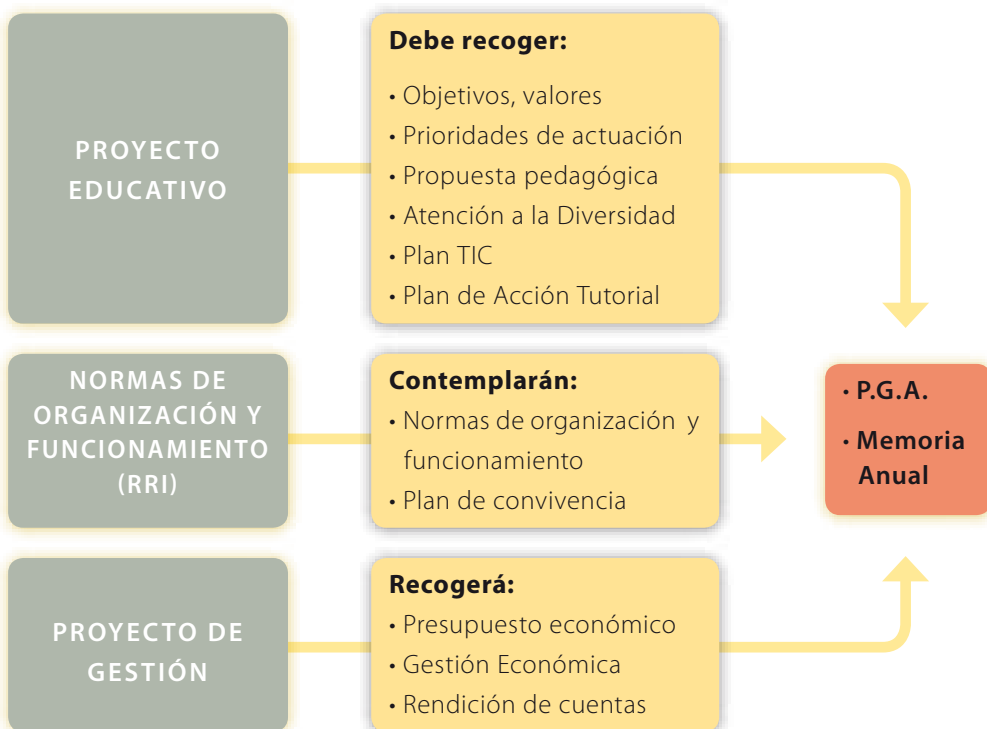 PROYECTO
EDUCATIVO
Debe recoger:
• Objetivos, valores
• Prioridades de actuación
• Propuesta pedagógica
• Atención a la Diversidad
• Plan TIC
• Plan de Acción Tutorial
NORMAS DE
ORGANIZACIÓN Y
FUNCIONAMIENTO
(RRI)
Contemplarán:
• Normas de organización y
funcionamiento
• Plan de convivencia
• P.G.A.
• Memoria
Anual
PROYECTO DE
GESTIÓN
Recogerá:
• Presupuesto económico
• Gestión Económica
• Rendición de cuentas